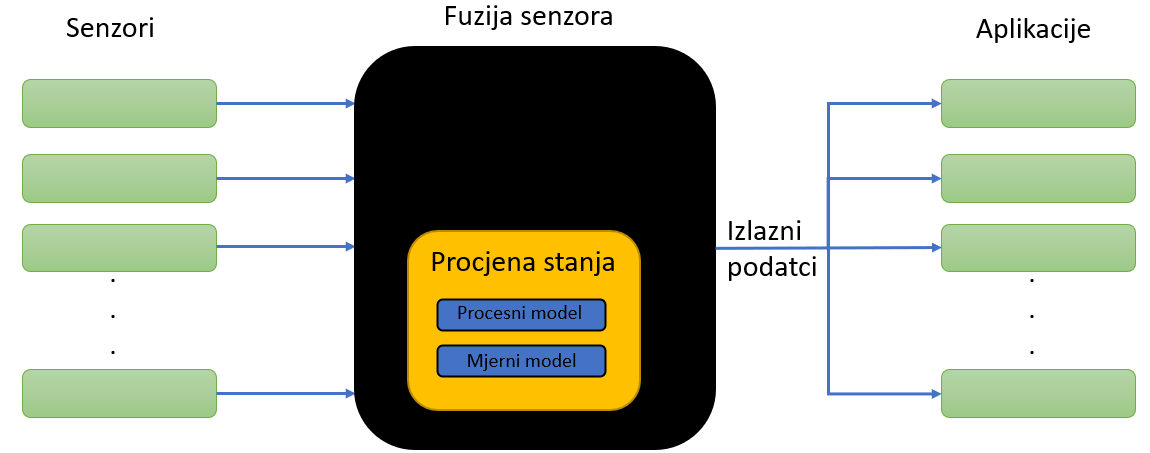 Senzori
Fuzija senzora
Aplikacije
Izlazni
podatci
Procjena stanja
Procesni model
Mjerni model